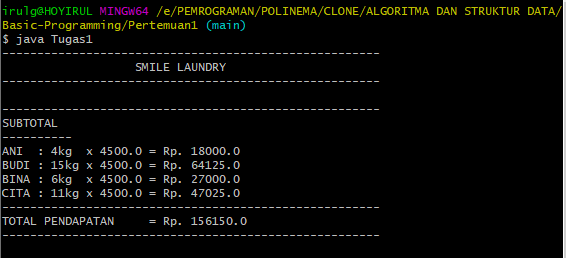 irulg@HOYIRUL MINGW64 /e/PEMROGRAMAN/POLINEMA/CLONE/ALGORITMA DAN STRUKTUR DATA/
Basic-Programming/Pertemuan1 (main)
$ java Tugas1
------------------------------------------------------
SMILE LAUNDRY
------------------------------------------------------
------------------------------------------------------
SUBTOTAL
----------
ANI  : 4kg  x 4500.0 = Rp. 18000.0
BUDI : 15kg x 4500.0 = Rp. 64125.0
BINA : 6kg  x 4500.0 = Rp. 27000.0
CITA : 11kg x 4500.0 = Rp. 47025.0
------------------------------------------------------
TOTAL PENDAPATAN     = Rp. 156150.0
------------------------------------------------------